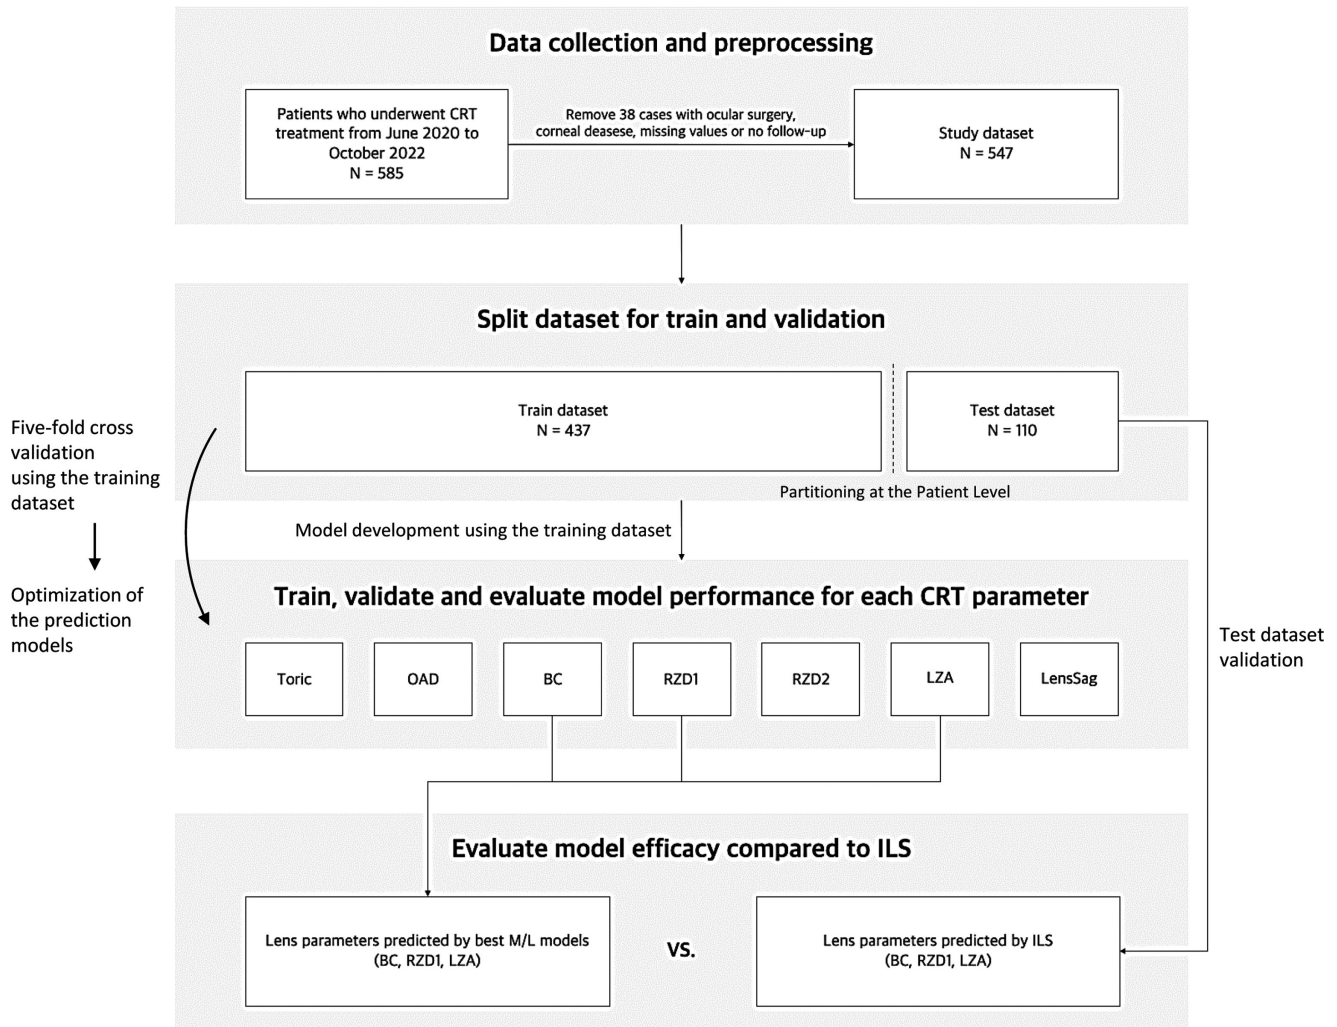 Data collection and preprocessing
Patients who underwent CRT
treatment from June 2020 to
October 2022
N = 585
Remove 38 cases with ocular surgery,
corneal deasese, missing values or no follow-up
Study dataset
N = 547
Split dataset for train and validation
Train dataset
N = 437
Test dataset
N = 110
Partitioning at the Patient Level
Five-fold cross
validation
using the training
dataset
Optimization of
the prediction
models
Model development using the training dataset
Train, validate and evaluate model performance for each CRT parameter
Toric
OAD
BC
RZD1
RZD2
LZA
LensSag
Test dataset
validation
Evaluate model efficacy compared to ILS
Lens parameters predicted by best M/L models
(BC, RZD1, LZA)
VS.
Lens parameters predicted by ILS
(BC, RZD1, LZA)